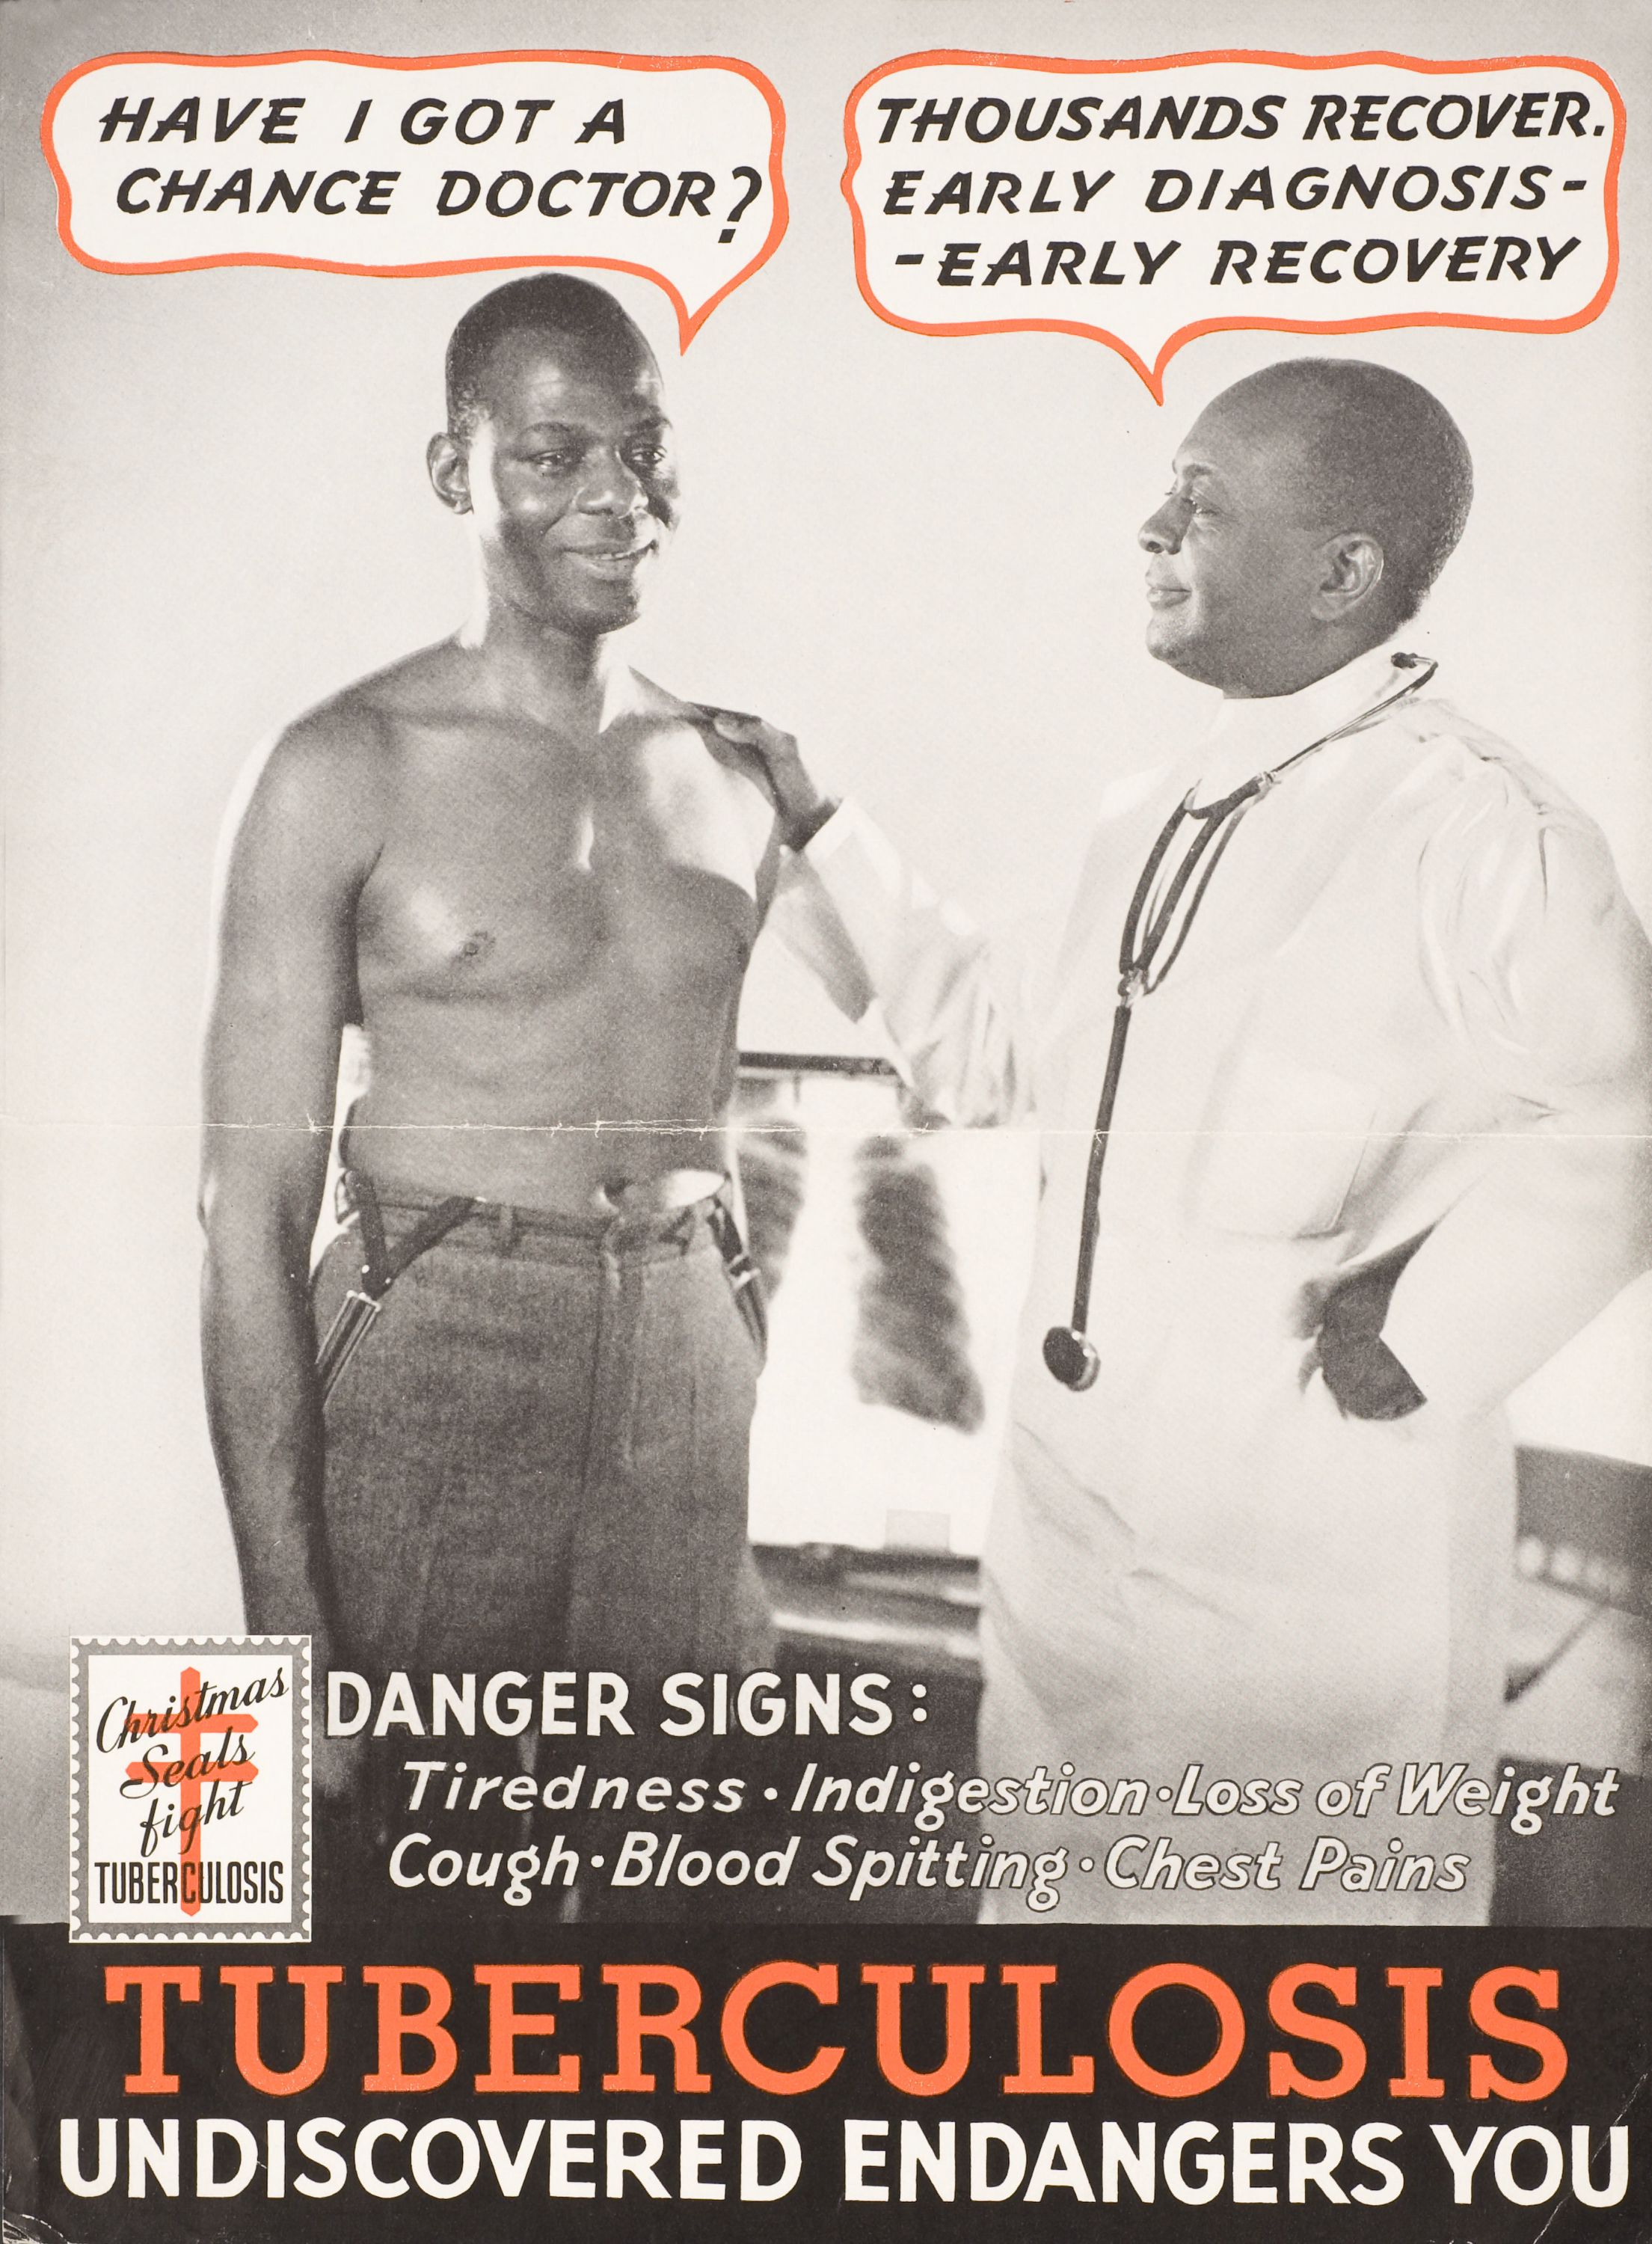 HAVE I GOT A
CHANCE DOCTOR?
THOUSANDS RECOVER.
EARLY DIAGNOSIS-
-EARLY RECOVERY
Christmas
Seals
fight
TUBERCULOSIS
DANGER SIGNS:
Tiredness · Indigestion · Loss of Weight
Cough · Blood Spitting · Chest Pains
TUBERCULOSIS
UNDISCOVERED ENDANGERS YOU